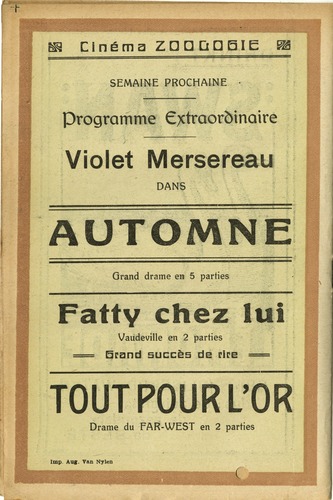 Cinéma ZOOLOGIE
SEMAINE PROCHAINE
Programme Extraordinaire
Violet Mersereau
DANS
AUTOMNE
Grand drame en 5 parties
Fatty chez lui
Vaudeville en 2 parties
Grand succès de rire
TOUT POUR L'OR
Drame du FAR-WEST en 2 parties
Imp. Aug. Van Nylen